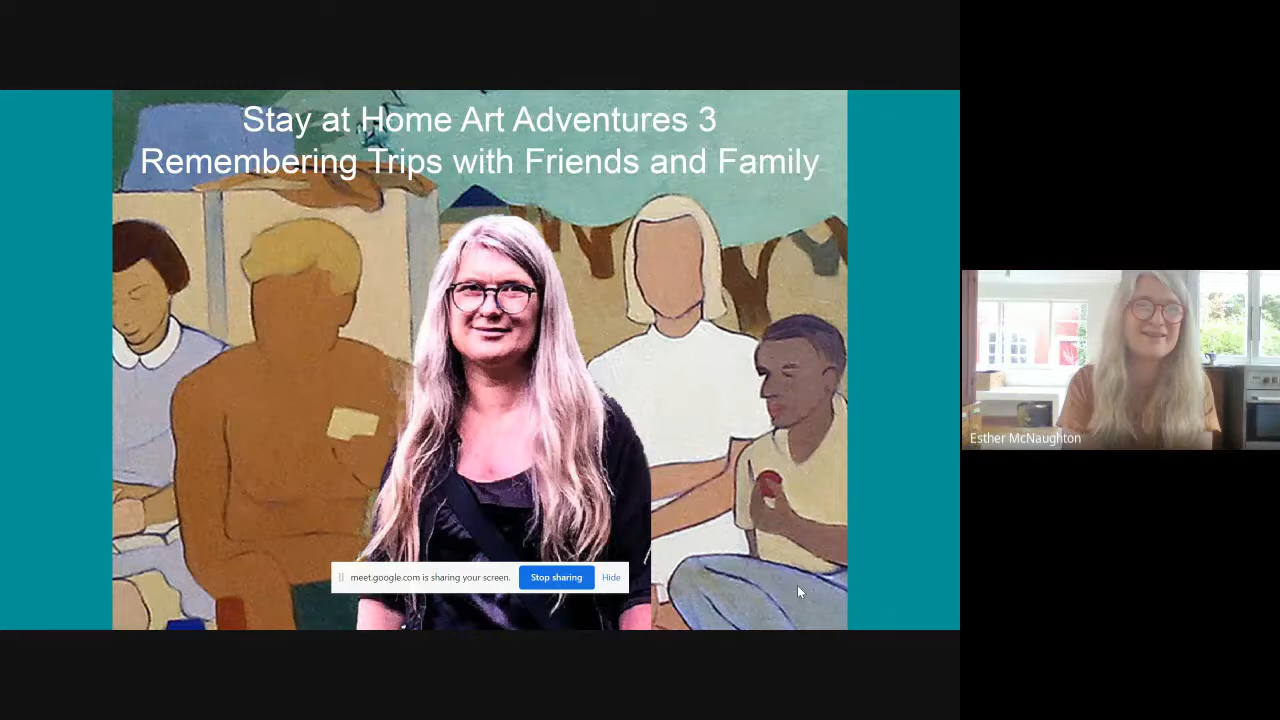 Stay at Home Art Adventures 3
Remembering Trips with Friends and Family
meet.google.com is sharing your screen.
Stop sharing
Hide
Esther McNaughton